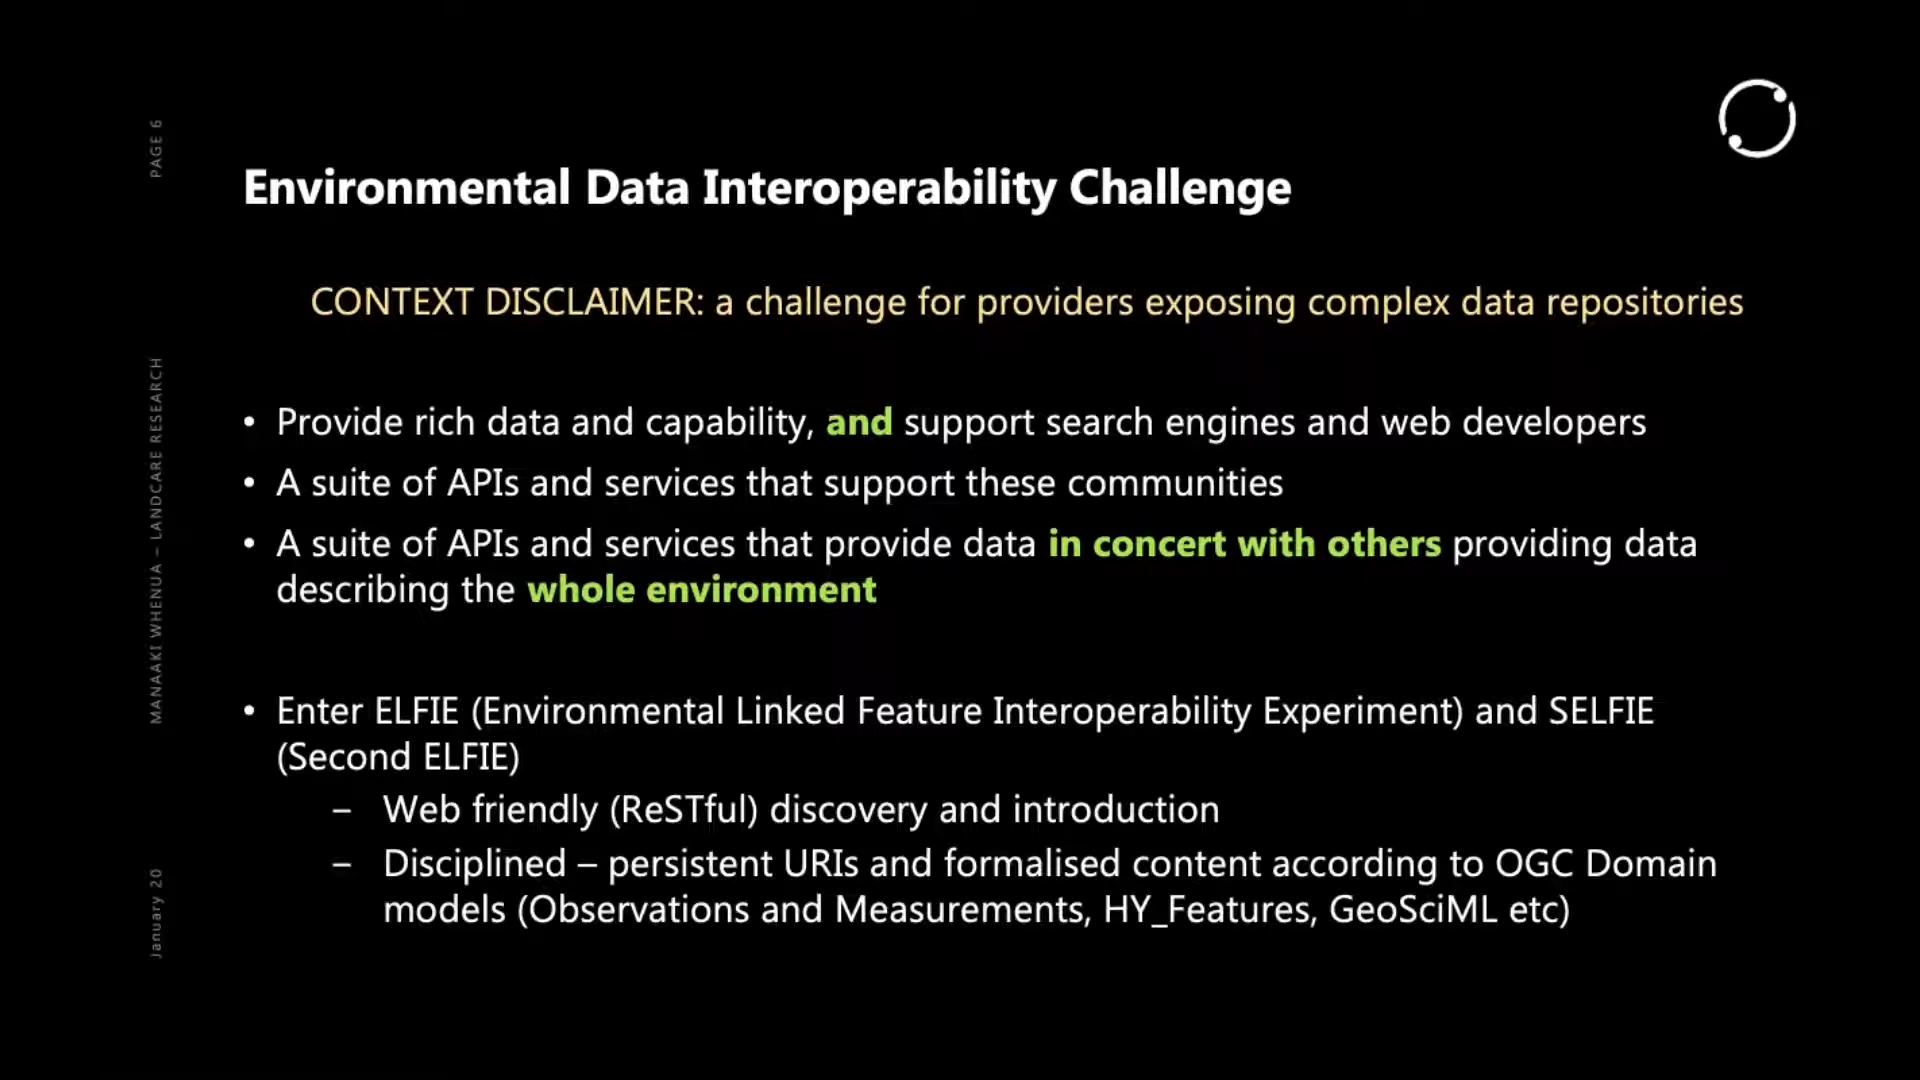 PAGE 6
MANAAKI WHENUA – LANDCARE RESEARCH
January 20
Environmental Data Interoperability Challenge
CONTEXT DISCLAIMER: a challenge for providers exposing complex data repositories
• Provide rich data and capability, and support search engines and web developers
• A suite of APIs and services that support these communities
• A suite of APIs and services that provide data in concert with others providing data
describing the whole environment
• Enter ELFIE (Environmental Linked Feature Interoperability Experiment) and SELFIE
(Second ELFIE)
– Web friendly (ReSTful) discovery and introduction
– Disciplined – persistent URIs and formalised content according to OGC Domain
models (Observations and Measurements, HY_Features, GeoSciML etc)